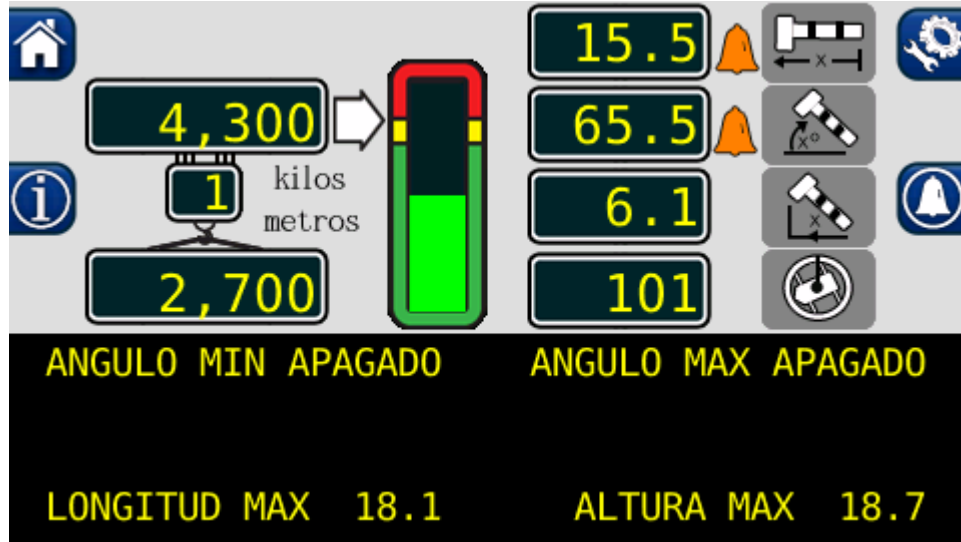 15.5
4,300
65.5
x°
1
kilos
metros
6.1
x
2,700
101
ANGULO MIN APAGADO
ANGULO MAX APAGADO
LONGITUD MAX 18.1
ALTURA MAX 18.7